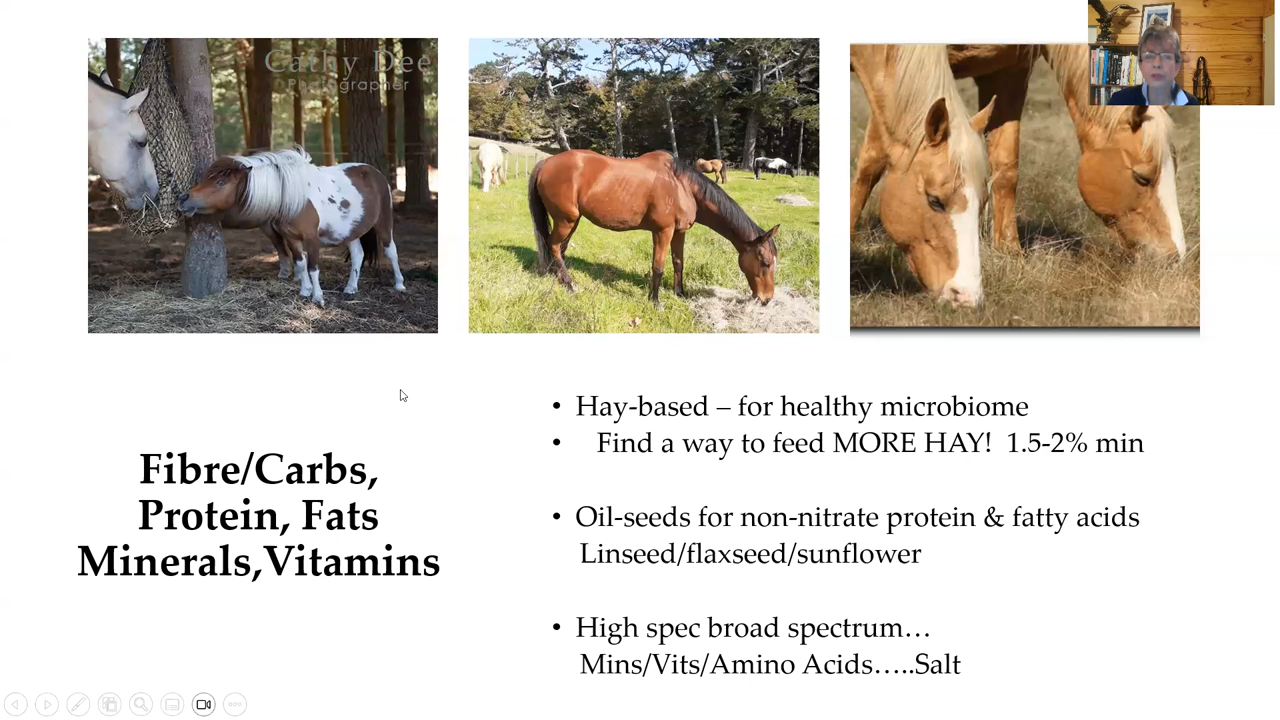 Cathy Dee
Photographer
Fibre/Carbs,
Protein, Fats
Minerals,Vitamins
• Hay-based – for healthy microbiome
• Find a way to feed MORE HAY! 1.5-2% min
• Oil-seeds for non-nitrate protein & fatty acids
Linseed/flaxseed/sunflower
• High spec broad spectrum…
Mins/Vits/Amino Acids…..Salt